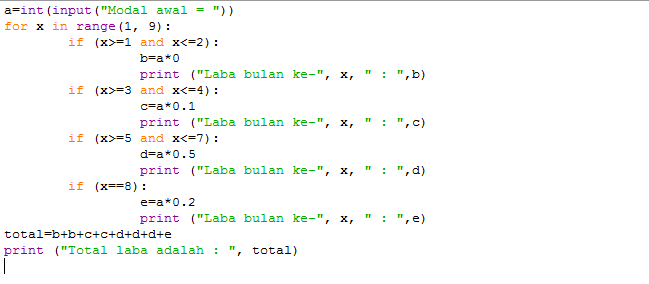 a=int(input("Modal awal = "))
for x in range(1, 9):
        if (x>=1 and x<=2):
                b=a*0
                print ("Laba bulan ke-", x, " : ",b)
        if (x>=3 and x<=4):
                c=a*0.1
                print ("Laba bulan ke-", x, " : ",c)
        if (x>=5 and x<=7):
                d=a*0.5
                print ("Laba bulan ke-", x, " : ",d)
        if (x==8):
                e=a*0.2
                print ("Laba bulan ke-", x, " : ",e)
total=b+b+c+c+d+d+d+e
print ("Total laba adalah : ", total)